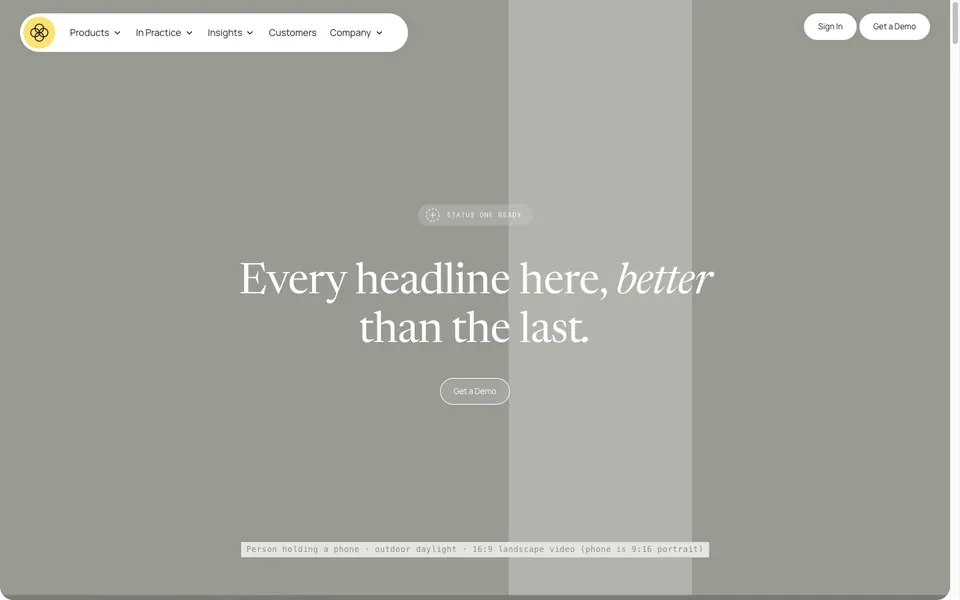 Products In Practice Insights Customers Company Sign In Get a Demo
STATUS ONE READY
Every headline here, better
than the last.
Get a Demo
Person holding a phone · outdoor daylight · 16:9 landscape video (phone is 9:16 portrait)